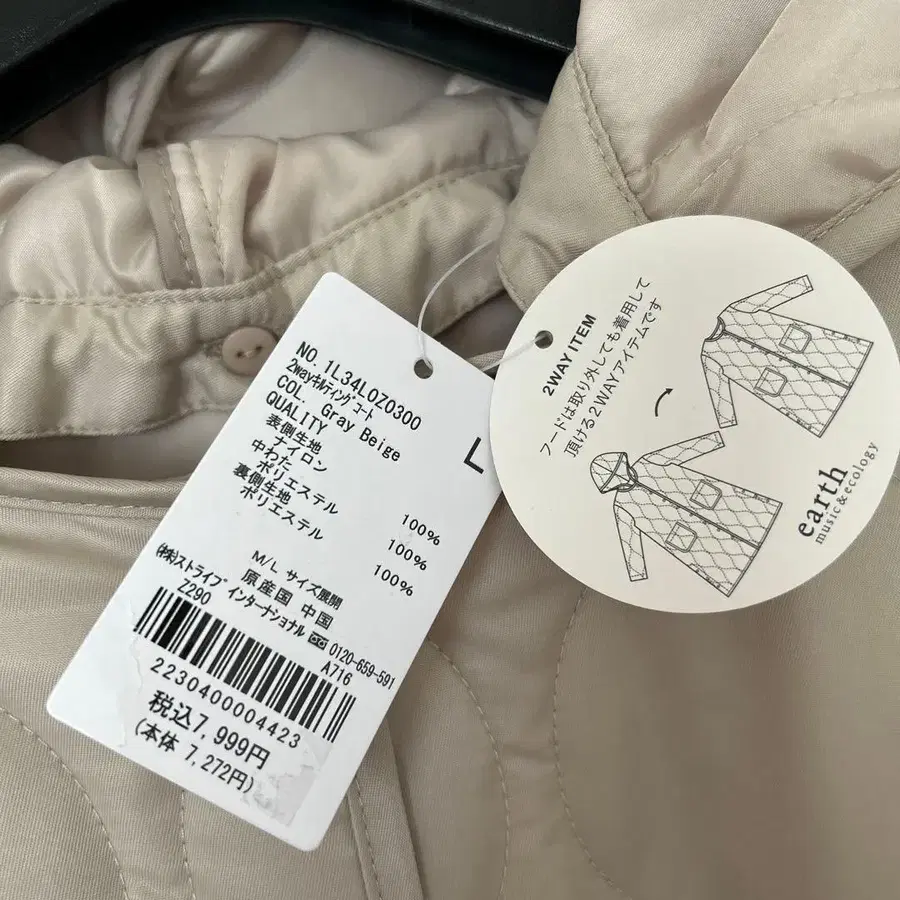 NO. 1L34L0Z0300
2wayｷﾙﾃｨﾝｸﾞｺｰﾄ
COL. Gray Beige
L
QUALITY
表側生地
ナイロン 100%
中わた
ポリエステル 100%
裏側生地
ポリエステル 100%
M/L サイズ展開
原産国 中国
(株)ストライプ インターナショナル 0120-659-591
Z290
A716
2230400004423
税込7,999円
(本体 7,272円)
2WAY ITEM
フードは取り外しても着用して
頂ける2WAYアイテムです
earth
music&ecology